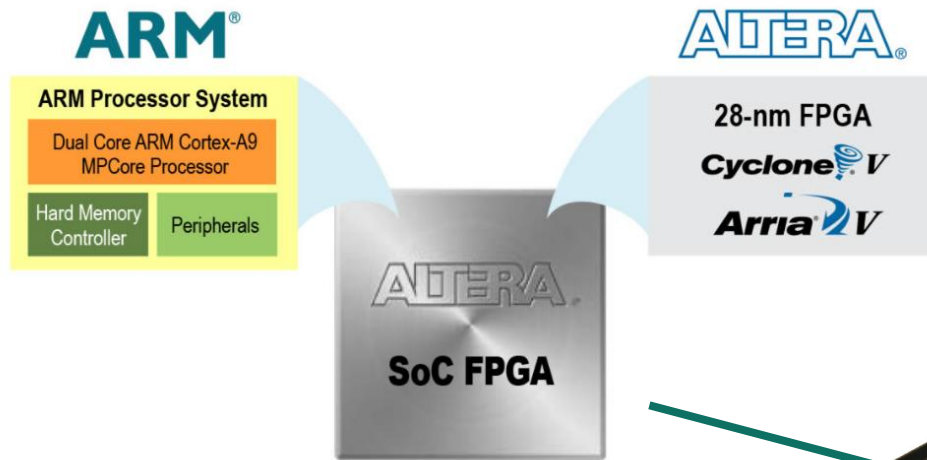 ARM®
ARM Processor System
Dual Core ARM Cortex-A9
MPCore Processor
Hard Memory
Controller
Peripherals
ALTERA®
28-nm FPGA
Cyclone® V
Arria® V
ALTERA®
SoC FPGA